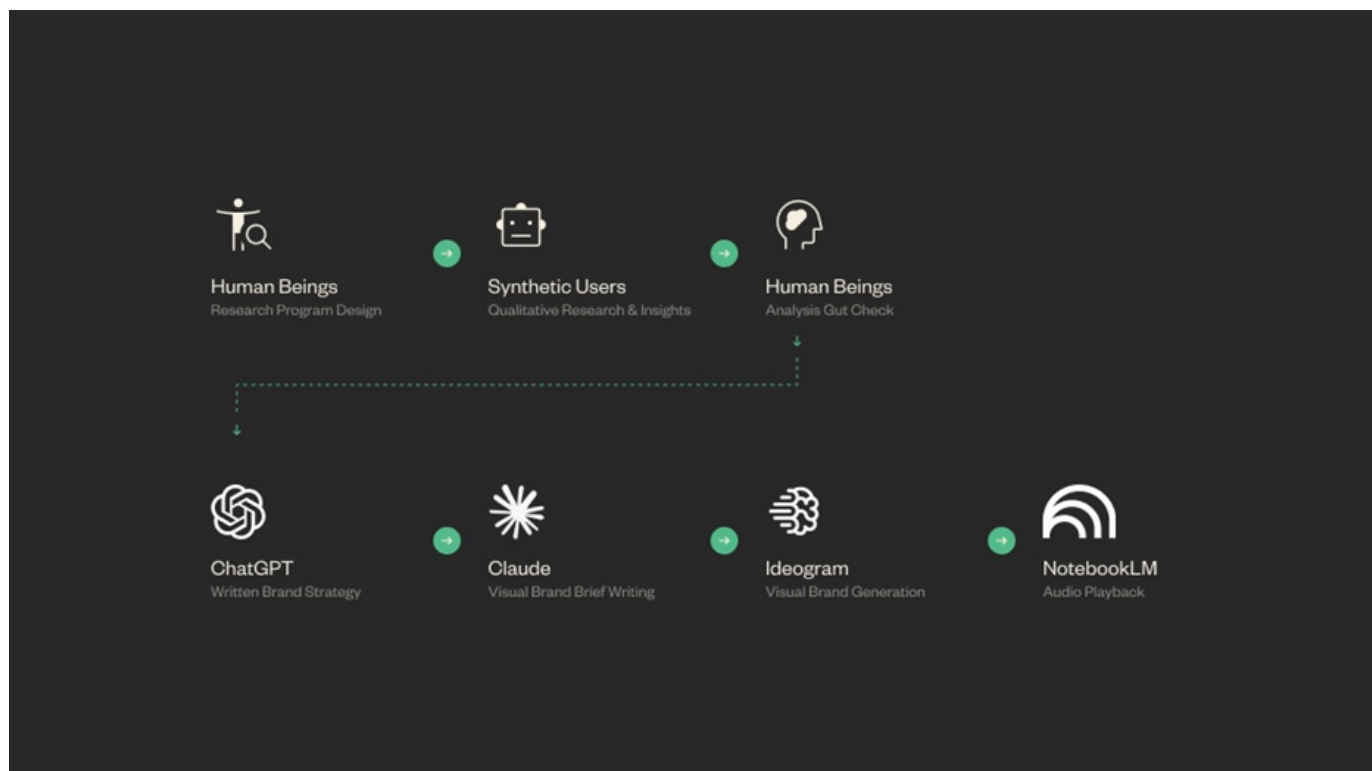 Human Beings
Research Program Design
Synthetic Users
Qualitative Research & Insights
Human Beings
Analysis Gut Check
ChatGPT
Written Brand Strategy
Claude
Visual Brand Brief Writing
Ideogram
Visual Brand Generation
NotebookLM
Audio Playback